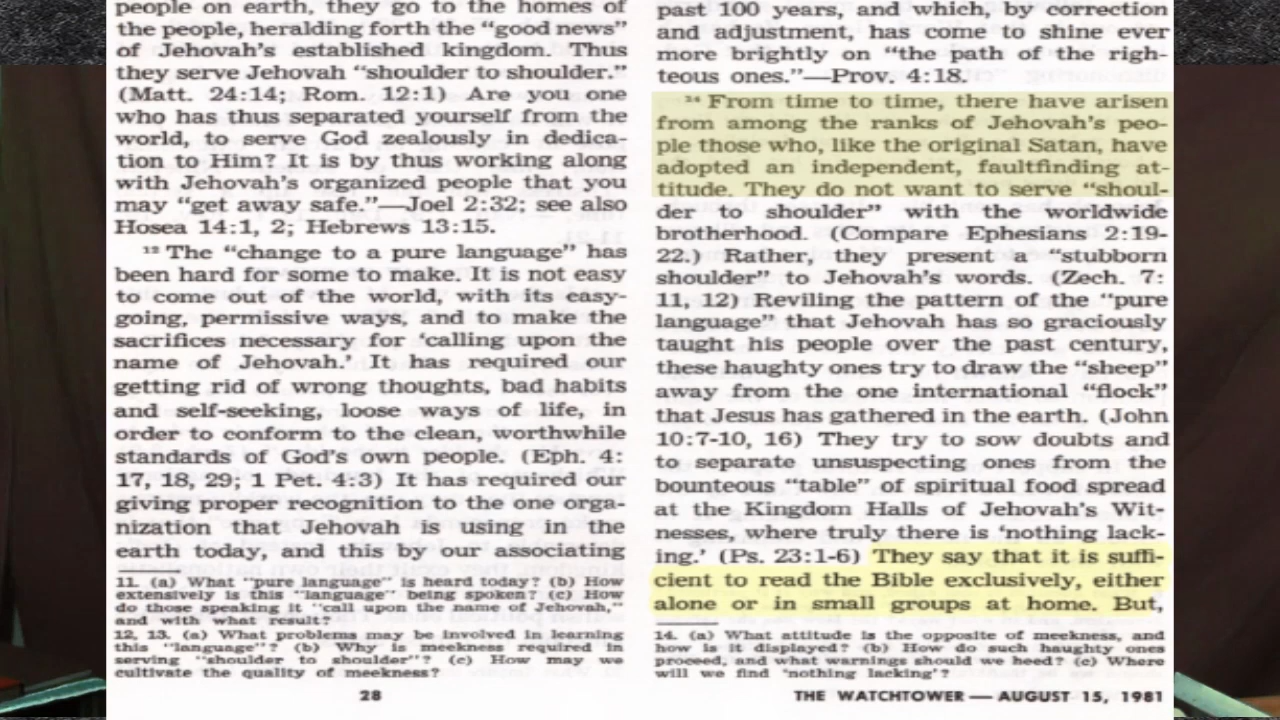 people on earth, they go to the homes of
the people, heralding forth the “good news”
of Jehovah’s established kingdom. Thus
they serve Jehovah “shoulder to shoulder.”
(Matt. 24:14; Rom. 12:1) Are you one
who has thus separated yourself from the
world, to serve God zealously in dedica-
tion to Him? It is by thus working along
with Jehovah’s organized people that you
may “get away safe.”—Joel 2:32; see also
Hosea 14:1, 2; Hebrews 13:15.
12 The “change to a pure language” has
been hard for some to make. It is not easy
to come out of the world, with its easy-
going, permissive ways, and to make the
sacrifices necessary for ‘calling upon the
name of Jehovah.’ It has required our
getting rid of wrong thoughts, bad habits
and self-seeking, loose ways of life, in
order to conform to the clean, worthwhile
standards of God’s own people. (Eph. 4:
17, 18, 29; 1 Pet. 4:3) It has required our
giving proper recognition to the one orga-
nization that Jehovah is using in the
earth today, and this by our associating
11. (a) What “pure language” is heard today? (b) How
extensively is this “language” being spoken? (c) How
do those speaking it “call upon the name of Jehovah,”
and with what result?
12, 13. (a) What problems may be involved in learning
this “language”? (b) Why is meekness required in
serving “shoulder to shoulder”? (c) How may we
cultivate the quality of meekness?
28
past 100 years, and which, by correction
and adjustment, has come to shine ever
more brightly on “the path of the righ-
teous ones.”—Prov. 4:18.
14 From time to time, there have arisen
from among the ranks of Jehovah’s peo-
ple those who, like the original Satan, have
adopted an independent, faultfinding at-
titude. They do not want to serve “shoul-
der to shoulder” with the worldwide
brotherhood. (Compare Ephesians 2:19-
22.) Rather, they present a “stubborn
shoulder” to Jehovah’s words. (Zech. 7:
11, 12) Reviling the pattern of the “pure
language” that Jehovah has so graciously
taught his people over the past century,
these haughty ones try to draw the “sheep”
away from the one international “flock”
that Jesus has gathered in the earth. (John
10:7-10, 16) They try to sow doubts and
to separate unsuspecting ones from the
bounteous “table” of spiritual food spread
at the Kingdom Halls of Jehovah’s Wit-
nesses, where truly there is ‘nothing lack-
ing.’ (Ps. 23:1-6) They say that it is suffi-
cient to read the Bible exclusively, either
alone or in small groups at home. But,
14. (a) What attitude is the opposite of meekness, and
how is it displayed? (b) How do such haughty ones
proceed, and what warnings should we heed? (c) Where
will we find ‘nothing lacking’?
THE WATCHTOWER—AUGUST 15, 1981